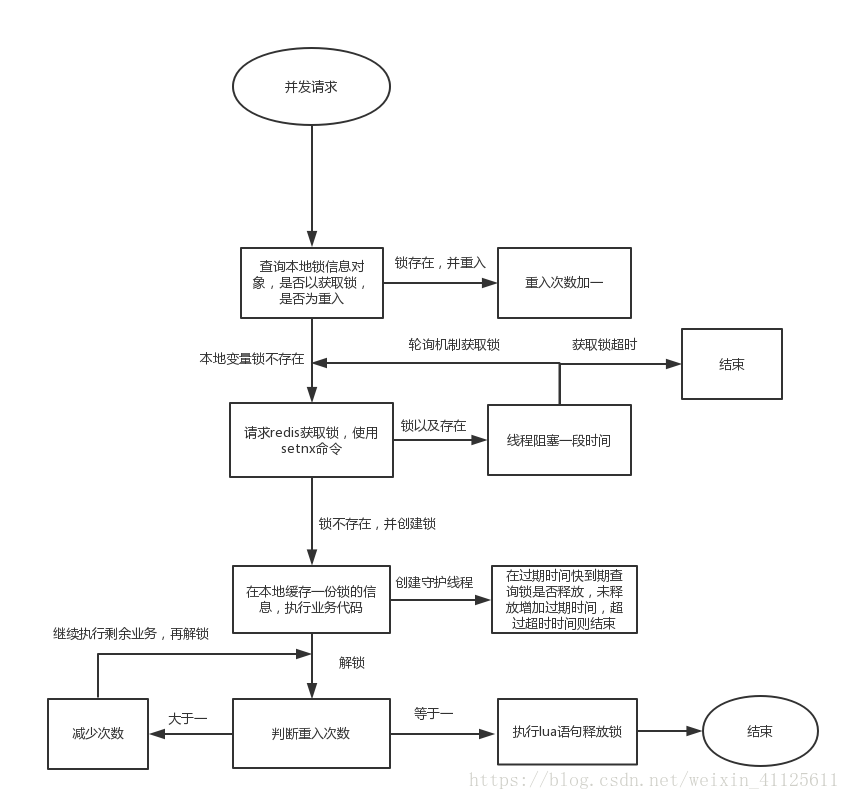 并发请求
查询本地锁信息对
象，是否以获取锁，
是否为重入
锁存在，并重入
重入次数加一
本地变量锁不存在
轮询机制获取锁
获取锁超时
结束
请求redis获取锁，使用
setnx命令
锁以及存在
线程阻塞一段时间
锁不存在，并创建锁
在本地缓存一份锁的信
息，执行业务代码
创建守护线程
在过期时间快到期查
询锁是否释放，未释
放增加过期时间，超
过超时时间则结束
继续执行剩余业务，再解锁
解锁
减少次数
大于一
判断重入次数
等于一
执行lua语句释放锁
结束
https://blog.csdn.net/weixin_41125611